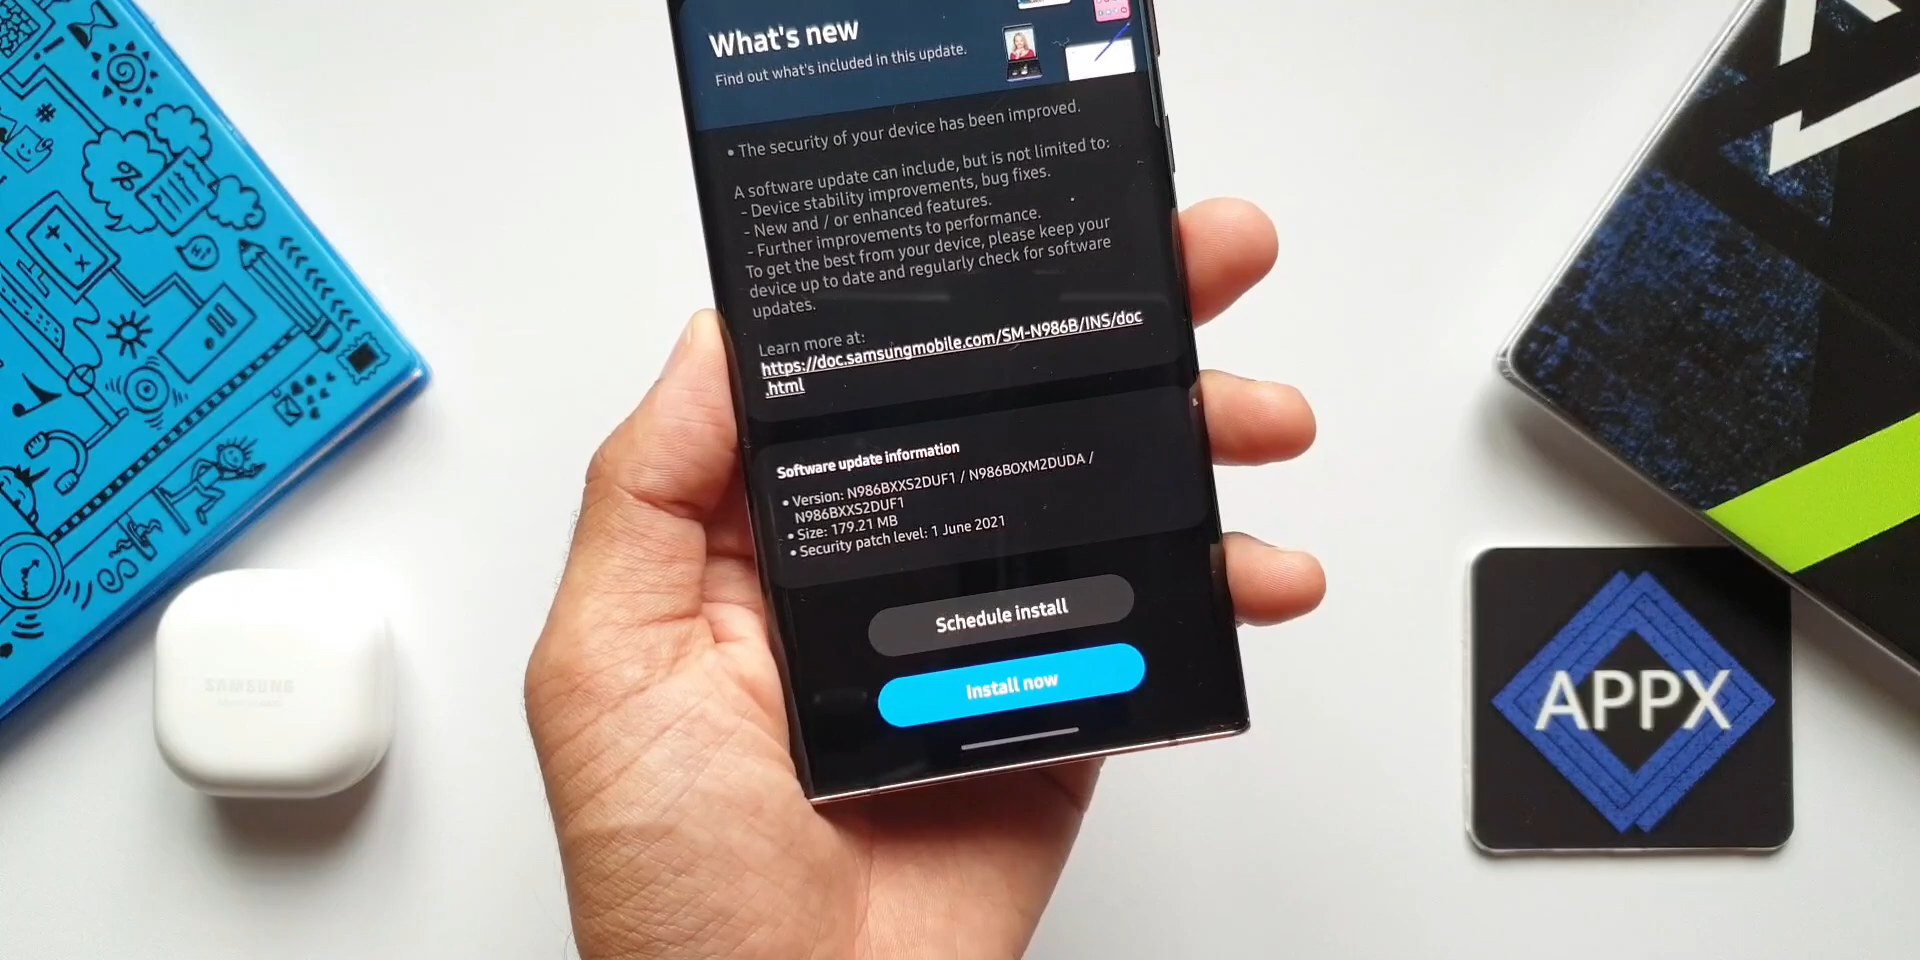 What's new
Find out what's included in this update.
• The security of your device has been improved.
A software update can include, but is not limited to:
- Device stability improvements, bug fixes.
- New and / or enhanced features.
- Further improvements to performance.
To get the best from your device, please keep your
device up to date and regularly check for software
updates.
Learn more at:
https://doc.samsungmobile.com/SM-N986B/INS/doc
.html
Software update information
• Version: N986BXXS2DUF1 / N986BOXM2DUDA /
N986BXXS2DUF1
• Size: 179.21 MB
• Security patch level: 1 June 2021
Schedule install
Install now
SAMSUNG
APPX